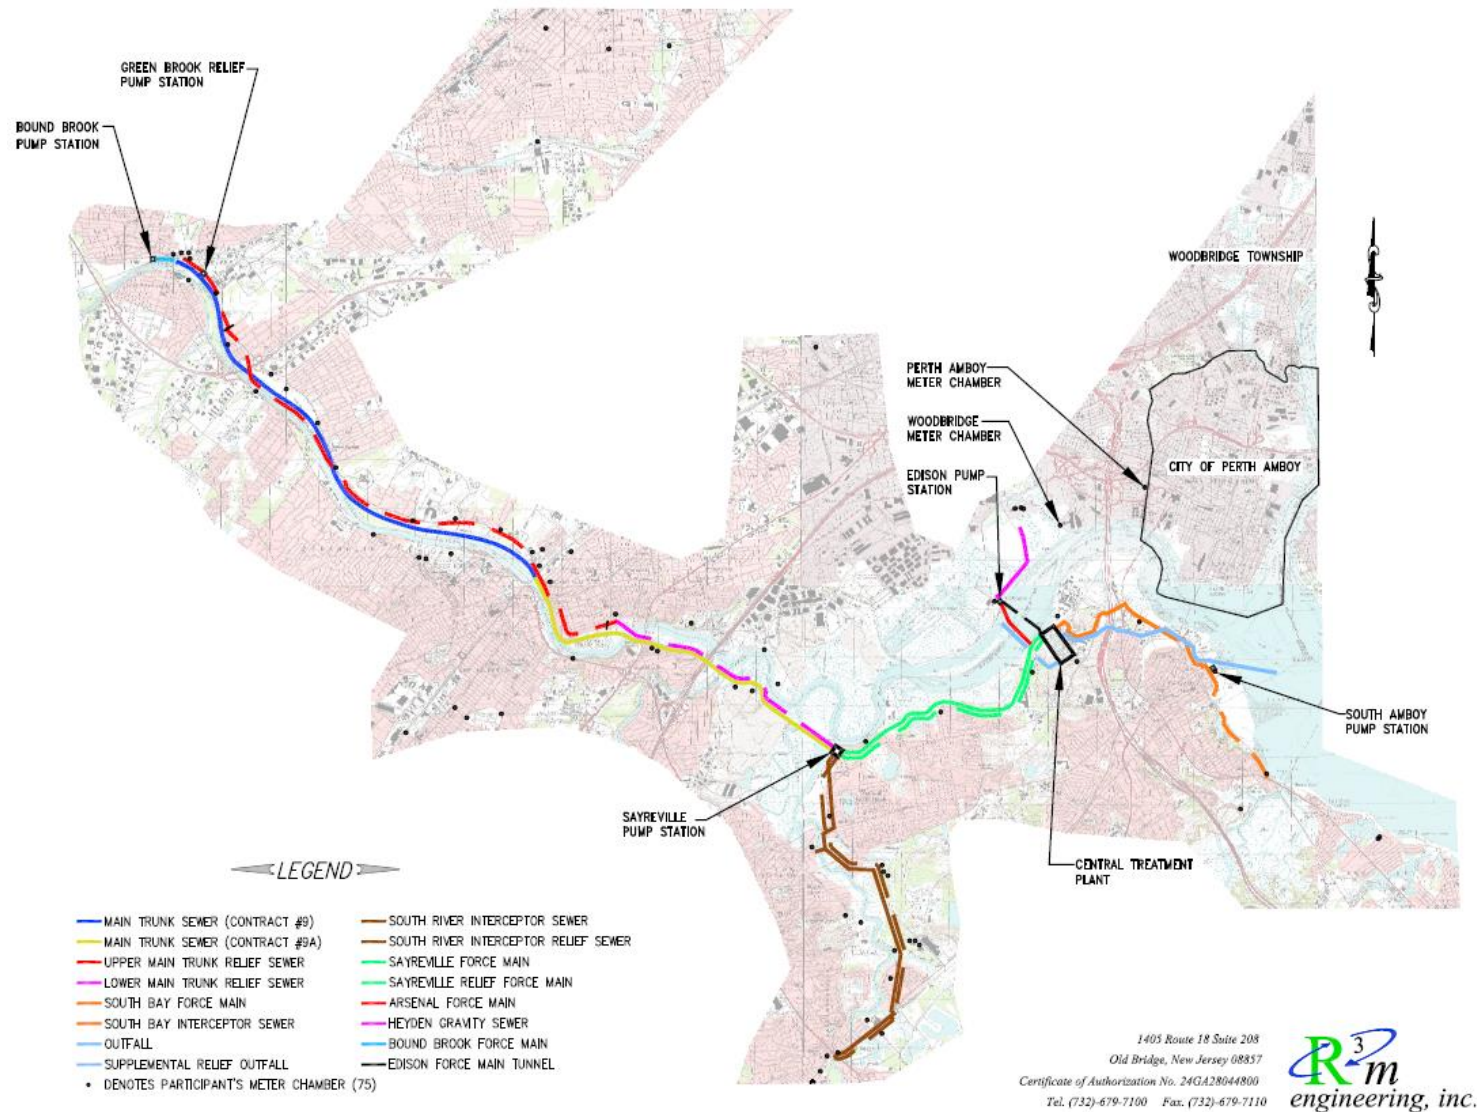 GREEN BROOK RELIEF
PUMP STATION
BOUND BROOK
PUMP STATION
WOODBRIDGE TOWNSHIP
PERTH AMBOY
METER CHAMBER
WOODBRIDGE
METER CHAMBER
CITY OF PERTH AMBOY
EDISON PUMP
STATION
SOUTH AMBOY
PUMP STATION
SAYREVILLE
PUMP STATION
CENTRAL TREATMENT
PLANT
LEGEND
MAIN TRUNK SEWER (CONTRACT #9)
MAIN TRUNK SEWER (CONTRACT #9A)
UPPER MAIN TRUNK RELIEF SEWER
LOWER MAIN TRUNK RELIEF SEWER
SOUTH BAY FORCE MAIN
SOUTH BAY INTERCEPTOR SEWER
OUTFALL
SUPPLEMENTAL RELIEF OUTFALL
• DENOTES PARTICIPANT'S METER CHAMBER (75)
SOUTH RIVER INTERCEPTOR SEWER
SOUTH RIVER INTERCEPTOR RELIEF SEWER
SAYREVILLE FORCE MAIN
SAYREVILLE RELIEF FORCE MAIN
ARSENAL FORCE MAIN
HEYDEN GRAVITY SEWER
BOUND BROOK FORCE MAIN
EDISON FORCE MAIN TUNNEL
1405 Route 18 Suite 208
Old Bridge, New Jersey 08857
Certificate of Authorization No. 24GA28044800
Tel. (732)-679-7100 Fax. (732)-679-7110
R3m
engineering, inc.